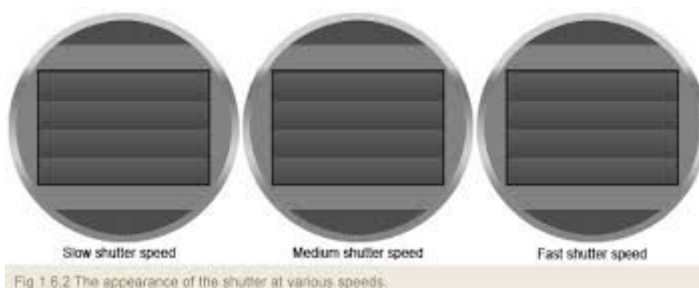 Slow shutter speed Medium shutter speed Fast shutter speed
Fig 1.6.2 The appearance of the shutter at various speeds.